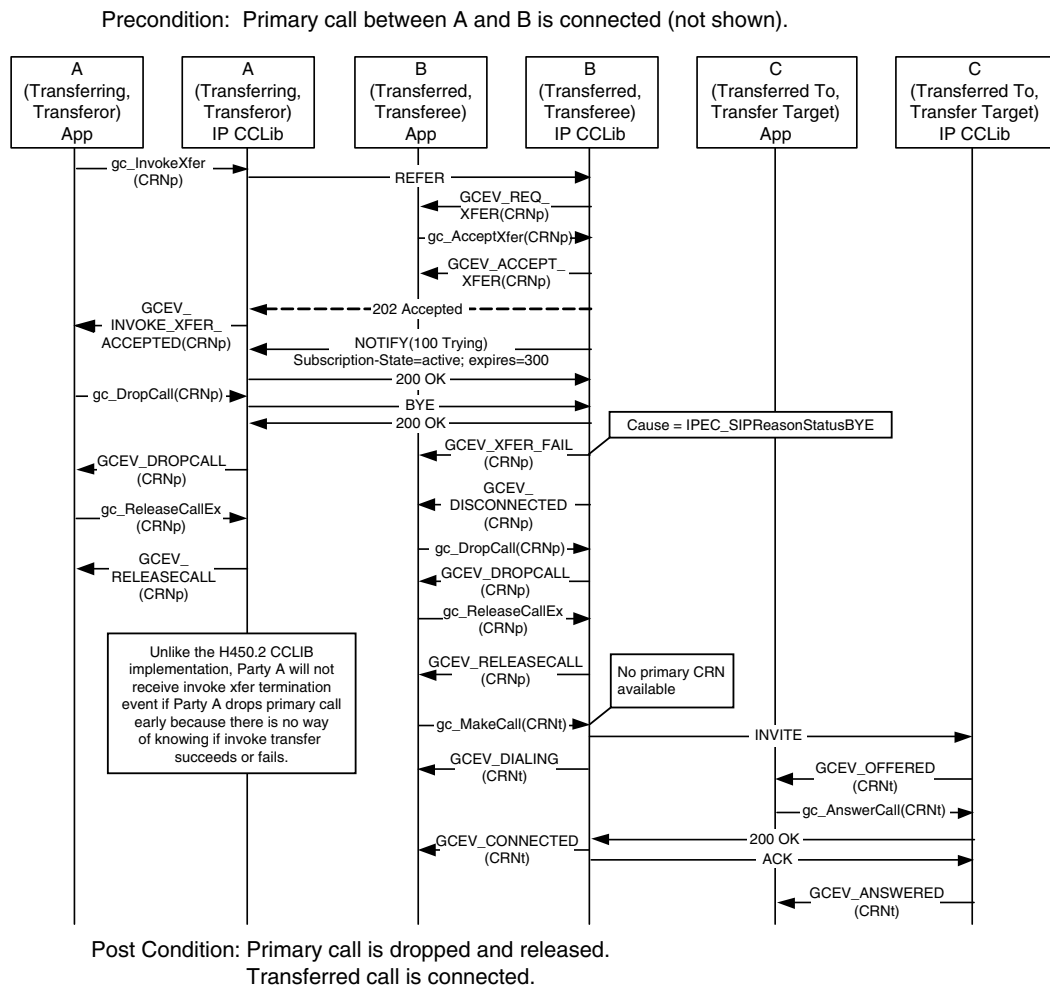 Precondition: Primary call between A and B is connected (not shown).
A
(Transferring,
Transferor)
App
A
(Transferring,
Transferor)
IP CCLib
B
(Transferred,
Transferee)
App
B
(Transferred,
Transferee)
IP CCLib
C
(Transferred To,
Transfer Target)
App
C
(Transferred To,
Transfer Target)
IP CCLib
gc_InvokeXfer
(CRNp)
REFER
GCEV_REQ_
XFER(CRNp)
gc_AcceptXfer(CRNp)
GCEV_ACCEPT_
XFER(CRNp)
202 Accepted
GCEV_
INVOKE_XFER_
ACCEPTED(CRNp)
NOTIFY(100 Trying)
Subscription-State=active; expires=300
200 OK
gc_DropCall(CRNp)
BYE
200 OK
Cause = IPEC_SIPReasonStatusBYE
GCEV_XFER_FAIL
(CRNp)
GCEV_DROPCALL
(CRNp)
GCEV_
DISCONNECTED
(CRNp)
gc_ReleaseCallEx
(CRNp)
gc_DropCall(CRNp)
GCEV_
RELEASECALL
(CRNp)
GCEV_DROPCALL
(CRNp)
gc_ReleaseCallEx
(CRNp)
Unlike the H450.2 CCLIB
implementation, Party A will not
receive invoke xfer termination
event if Party A drops primary call
early because there is no way
of knowing if invoke transfer
succeeds or fails.
GCEV_RELEASECALL
(CRNp)
No primary CRN
available
gc_MakeCall(CRNt)
INVITE
GCEV_DIALING
(CRNt)
GCEV_OFFERED
(CRNt)
gc_AnswerCall(CRNt)
200 OK
GCEV_CONNECTED
(CRNt)
ACK
GCEV_ANSWERED
(CRNt)
Post Condition: Primary call is dropped and released.
Transferred call is connected.